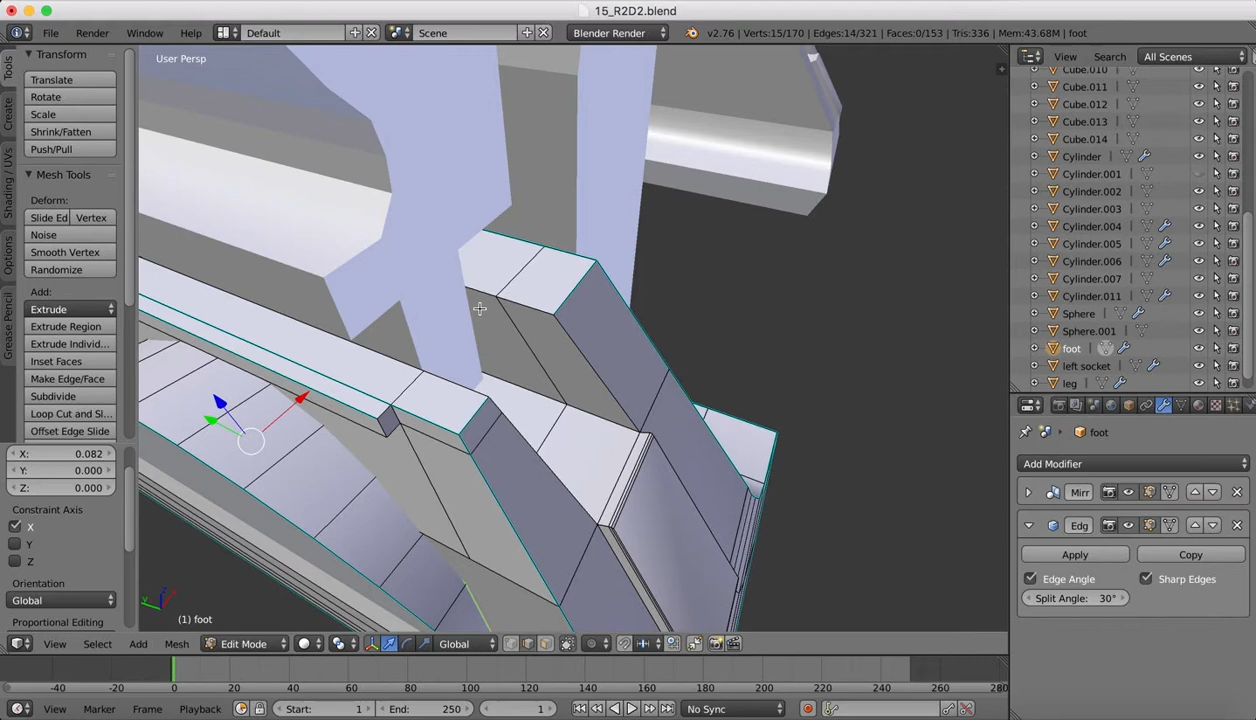 15_R2D2.blend
File Render Window Help Default Scene Blender Render v2.76 | Verts:15/170 | Edges:14/321 | Faces:0/153 | Tris:336 | Mem:43.68M | foot
Tools
Create
Shading / UVs
Options
Grease Pencil
Transform
Translate
Rotate
Scale
Shrink/Fatten
Push/Pull
Mesh Tools
Deform:
Slide Ed Vertex
Noise
Smooth Vertex
Randomize
Add:
Extrude
Extrude Region
Extrude Individ...
Inset Faces
Make Edge/Face
Subdivide
Loop Cut and Sl...
Offset Edge Slide
X: 0.082
Y: 0.000
Z: 0.000
Constraint Axis
X
Y
Z
Orientation
Global
Proportional Editing
User Persp
(1) foot
View Select Add Mesh Edit Mode Global
View Search All Scenes
Cube.010
Cube.011
Cube.012
Cube.013
Cube.014
Cylinder
Cylinder.001
Cylinder.002
Cylinder.003
Cylinder.004
Cylinder.005
Cylinder.006
Cylinder.007
Cylinder.011
Sphere
Sphere.001
foot
left socket
leg
foot
Add Modifier
Mirr
Edg
Apply Copy
Edge Angle Sharp Edges
Split Angle: 30°
-40 -20 0 20 40 60 80 100 120 140 160 180 200 220 240 260 280
View Marker Frame Playback Start: 1 End: 250 1 No Sync